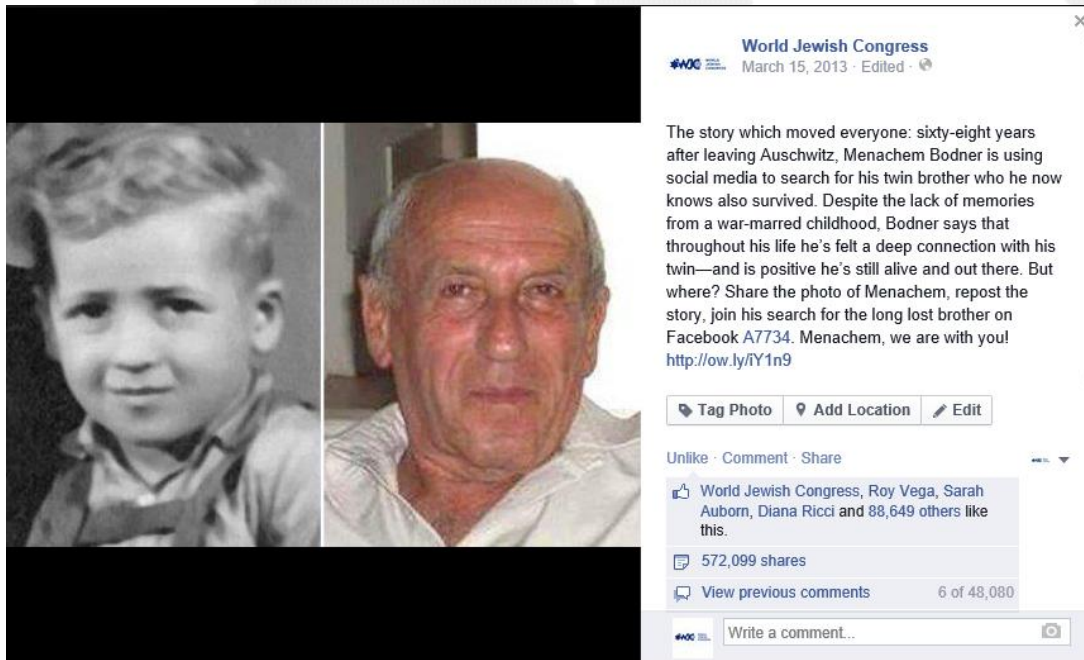 World Jewish Congress
March 15, 2013 · Edited ·
The story which moved everyone: sixty-eight years
after leaving Auschwitz, Menachem Bodner is using
social media to search for his twin brother who he now
knows also survived. Despite the lack of memories
from a war-marred childhood, Bodner says that
throughout his life he's felt a deep connection with his
twin—and is positive he's still alive and out there. But
where? Share the photo of Menachem, repost the
story, join his search for the long lost brother on
Facebook A7734. Menachem, we are with you!
http://ow.ly/iY1n9
Tag Photo Add Location Edit
Unlike · Comment · Share
World Jewish Congress, Roy Vega, Sarah
Auborn, Diana Ricci and 88,649 others like
this.
572,099 shares
View previous comments 6 of 48,080
Write a comment...